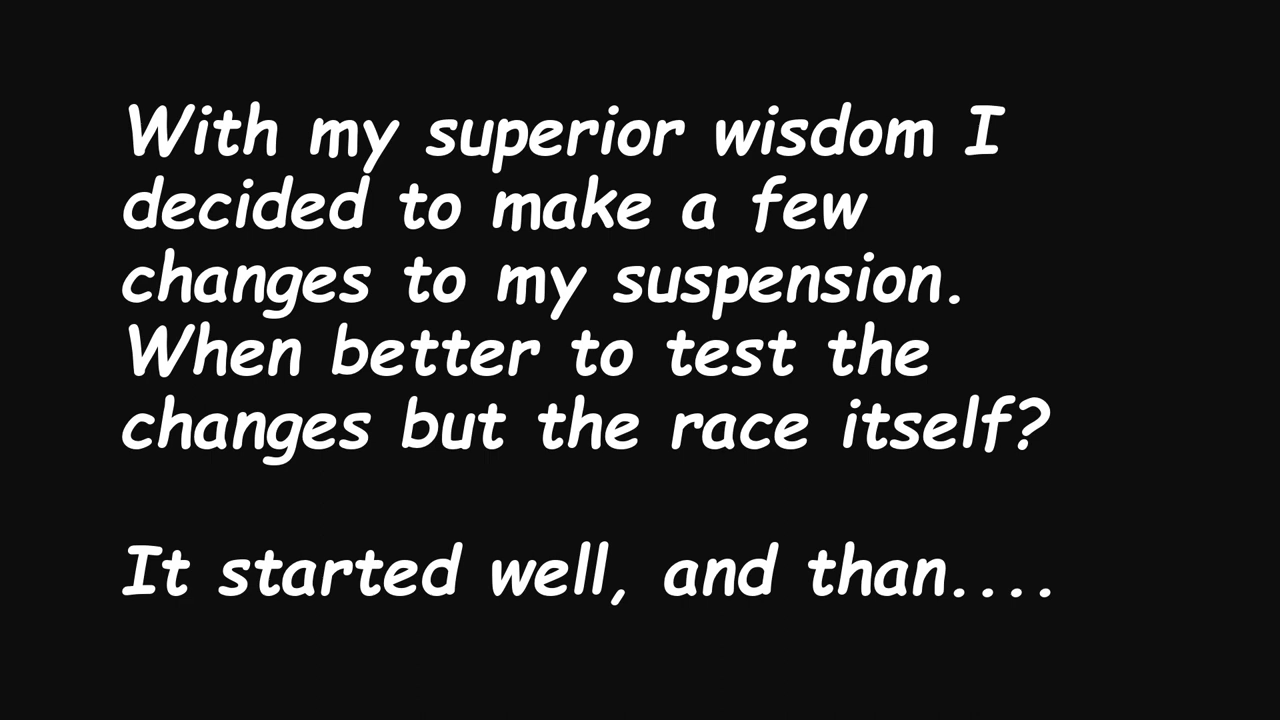 With my superior wisdom I
decided to make a few
changes to my suspension.
When better to test the
changes but the race itself?
It started well, and than....